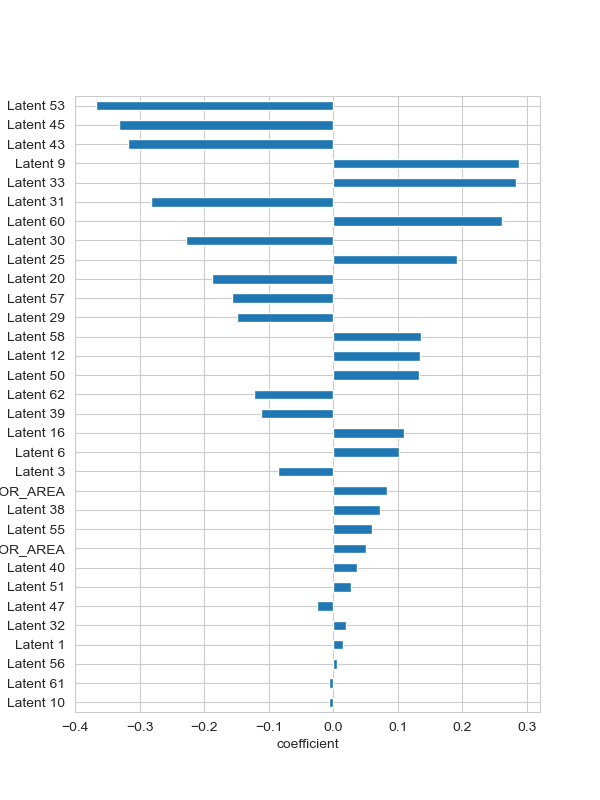 Latent 53
Latent 45
Latent 43
Latent 9
Latent 33
Latent 31
Latent 60
Latent 30
Latent 25
Latent 20
Latent 57
Latent 29
Latent 58
Latent 12
Latent 50
Latent 62
Latent 39
Latent 16
Latent 6
Latent 3
OR_AREA
Latent 38
Latent 55
OR_AREA
Latent 40
Latent 51
Latent 47
Latent 32
Latent 1
Latent 56
Latent 61
Latent 10
−0.4 −0.3 −0.2 −0.1 0.0 0.1 0.2 0.3
coefficient